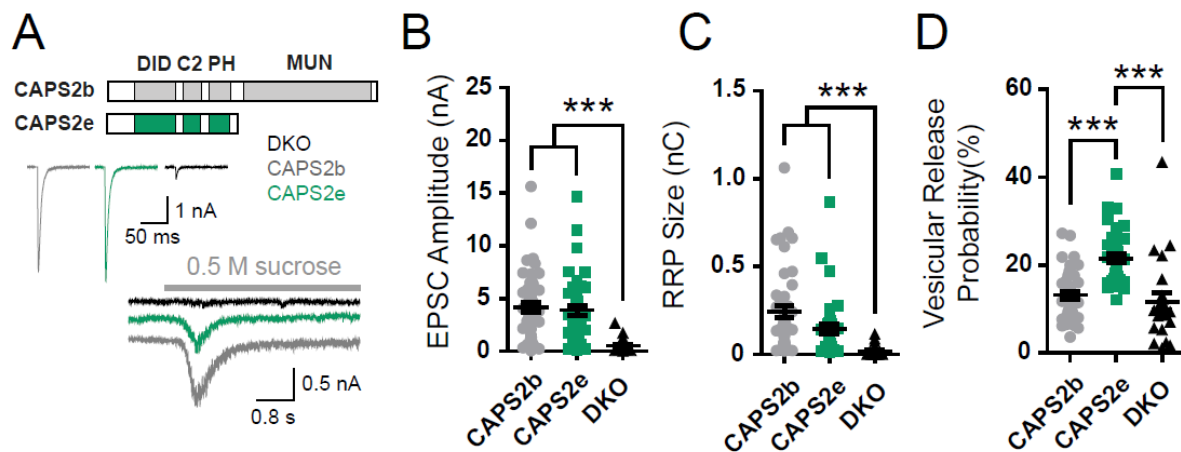 A
DID C2 PH MUN
CAPS2b
CAPS2e
DKO
CAPS2b
CAPS2e
1 nA
50 ms
0.5 M sucrose
0.5 nA
0.8 s
B
EPSC Amplitude (nA)
25
20
15
10
5
0
***
CAPS2b
CAPS2e
DKO
C
RRP Size (nC)
1.5
1.0
0.5
0
***
CAPS2b
CAPS2e
DKO
D
Vesicular Release
Probability(%)
60
40
20
0
***
***
CAPS2b
CAPS2e
DKO